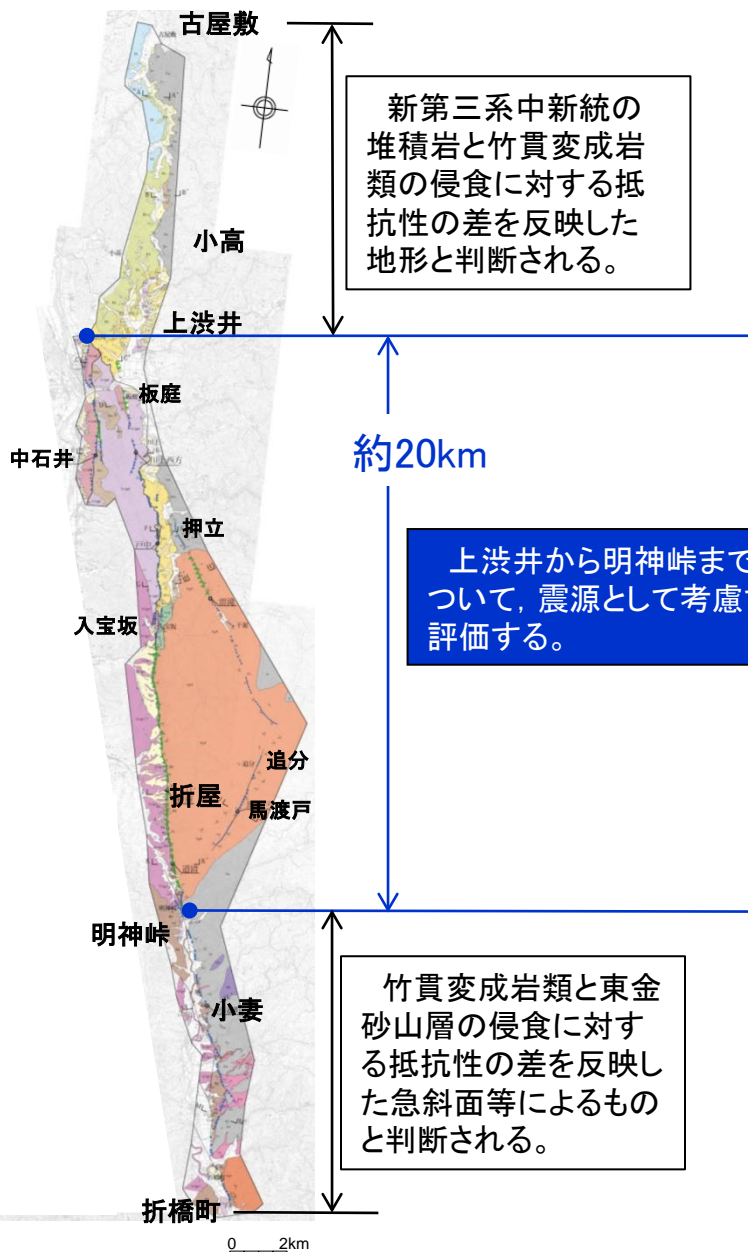 古屋敷
新第三系中新統の
堆積岩と竹貫変成岩
類の侵食に対する抵
抗性の差を反映した
地形と判断される。
小高
上渋井
板庭
約20km
中石井
押立
上渋井から明神峠まで
ついて，震源として考慮
評価する。
入宝坂
追分
折屋
馬渡戸
明神峠
竹貫変成岩類と東金
砂山層の侵食に対す
る抵抗性の差を反映し
た急斜面等によるもの
と判断される。
小妻
折橋町
0 2km